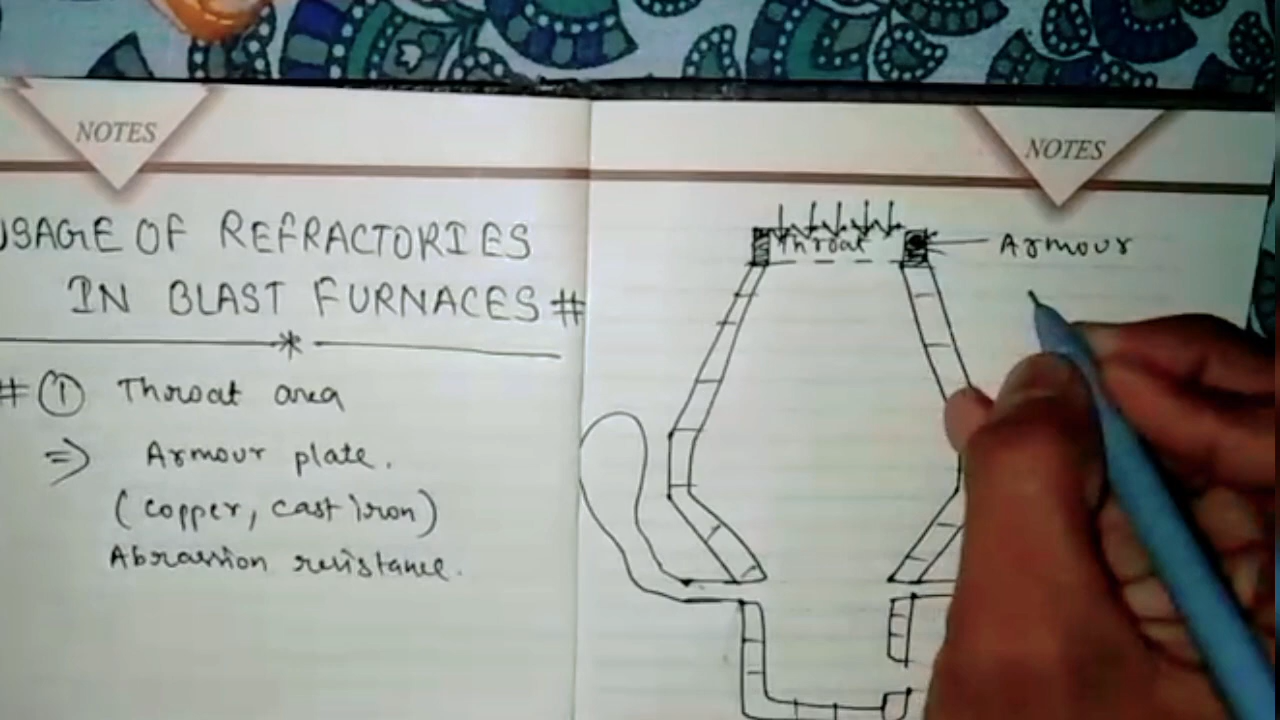 NOTES
USAGE OF REFRACTORIES
IN BLAST FURNACES #
# ① Throat area
⇒ Armour plate.
(copper, cast iron)
Abrassion resistance.
NOTES
Throat
Armour